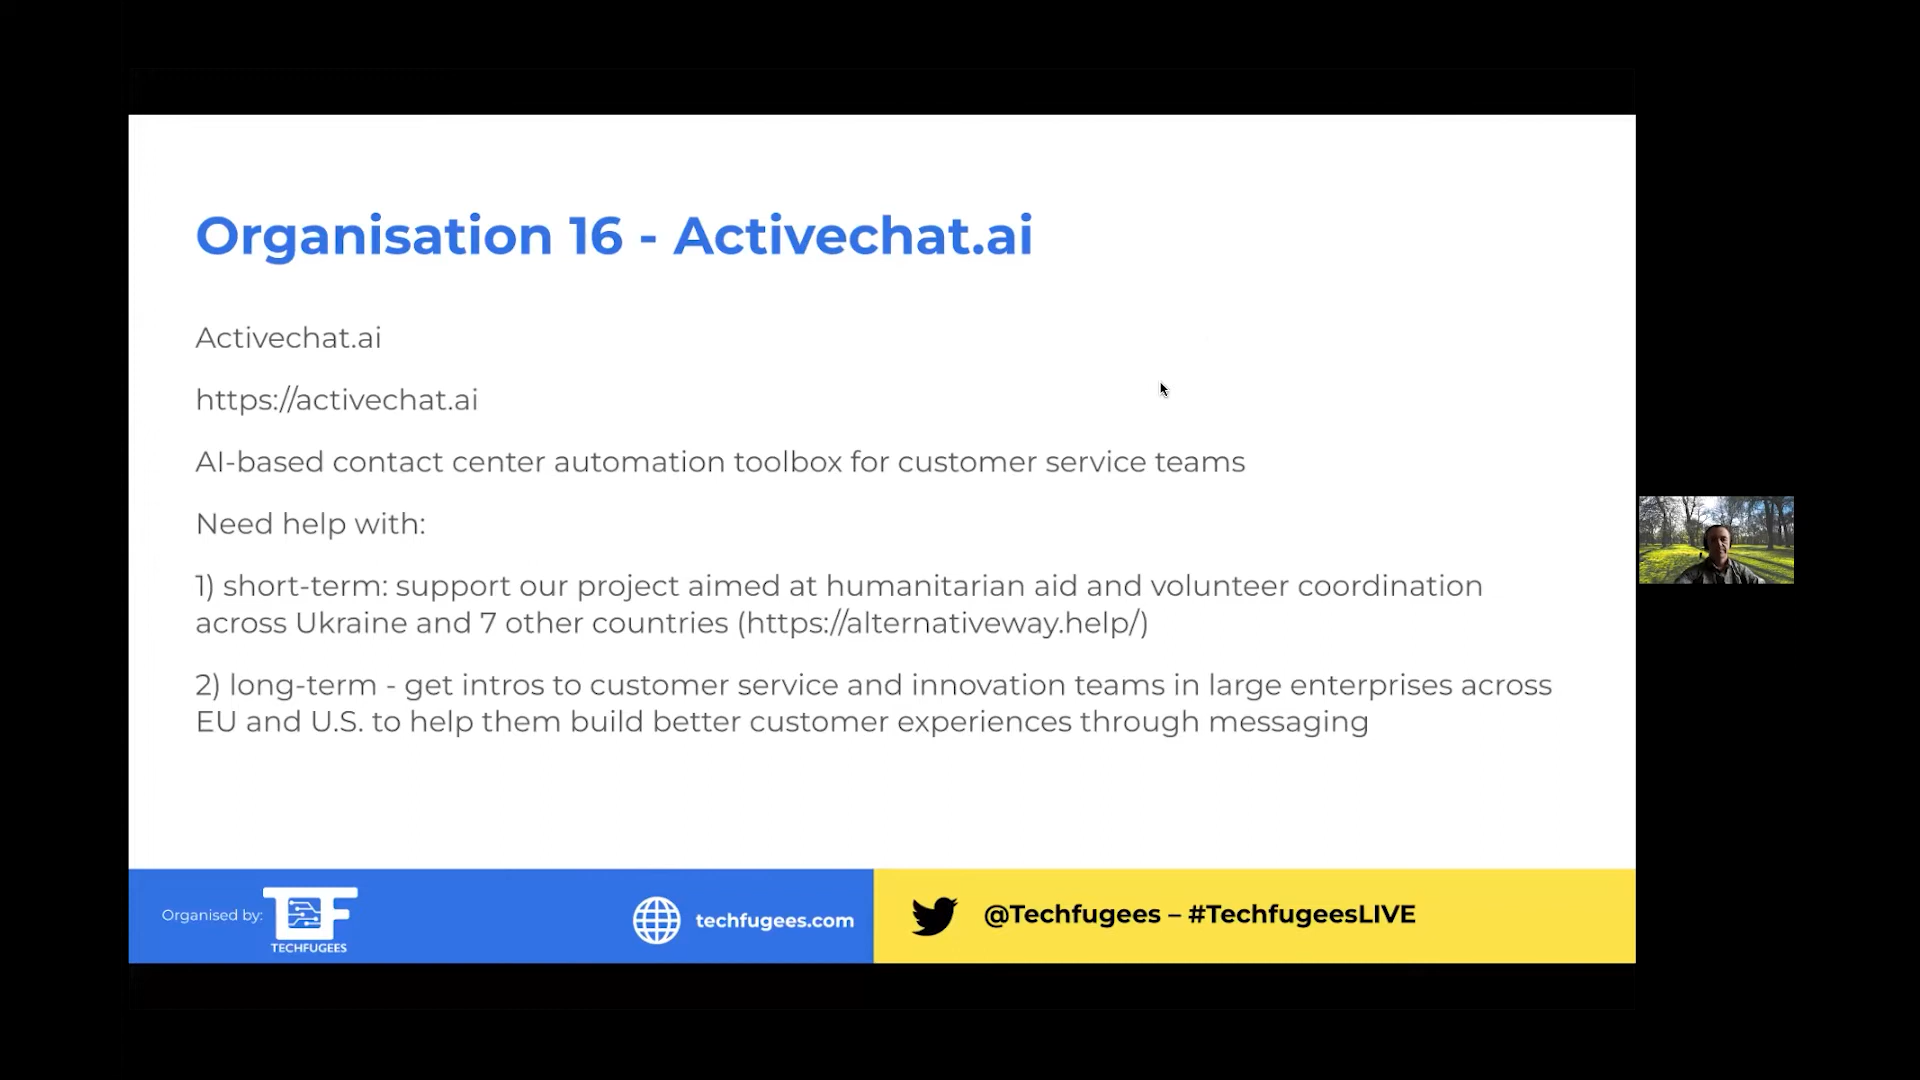 Organisation 16 - Activechat.ai
Activechat.ai
https://activechat.ai
AI-based contact center automation toolbox for customer service teams
Need help with:
1) short-term: support our project aimed at humanitarian aid and volunteer coordination
across Ukraine and 7 other countries (https://alternativeway.help/)
2) long-term - get intros to customer service and innovation teams in large enterprises across
EU and U.S. to help them build better customer experiences through messaging
Organised by:
TF
TECHFUGEES
techfugees.com
@Techfugees – #TechfugeesLIVE